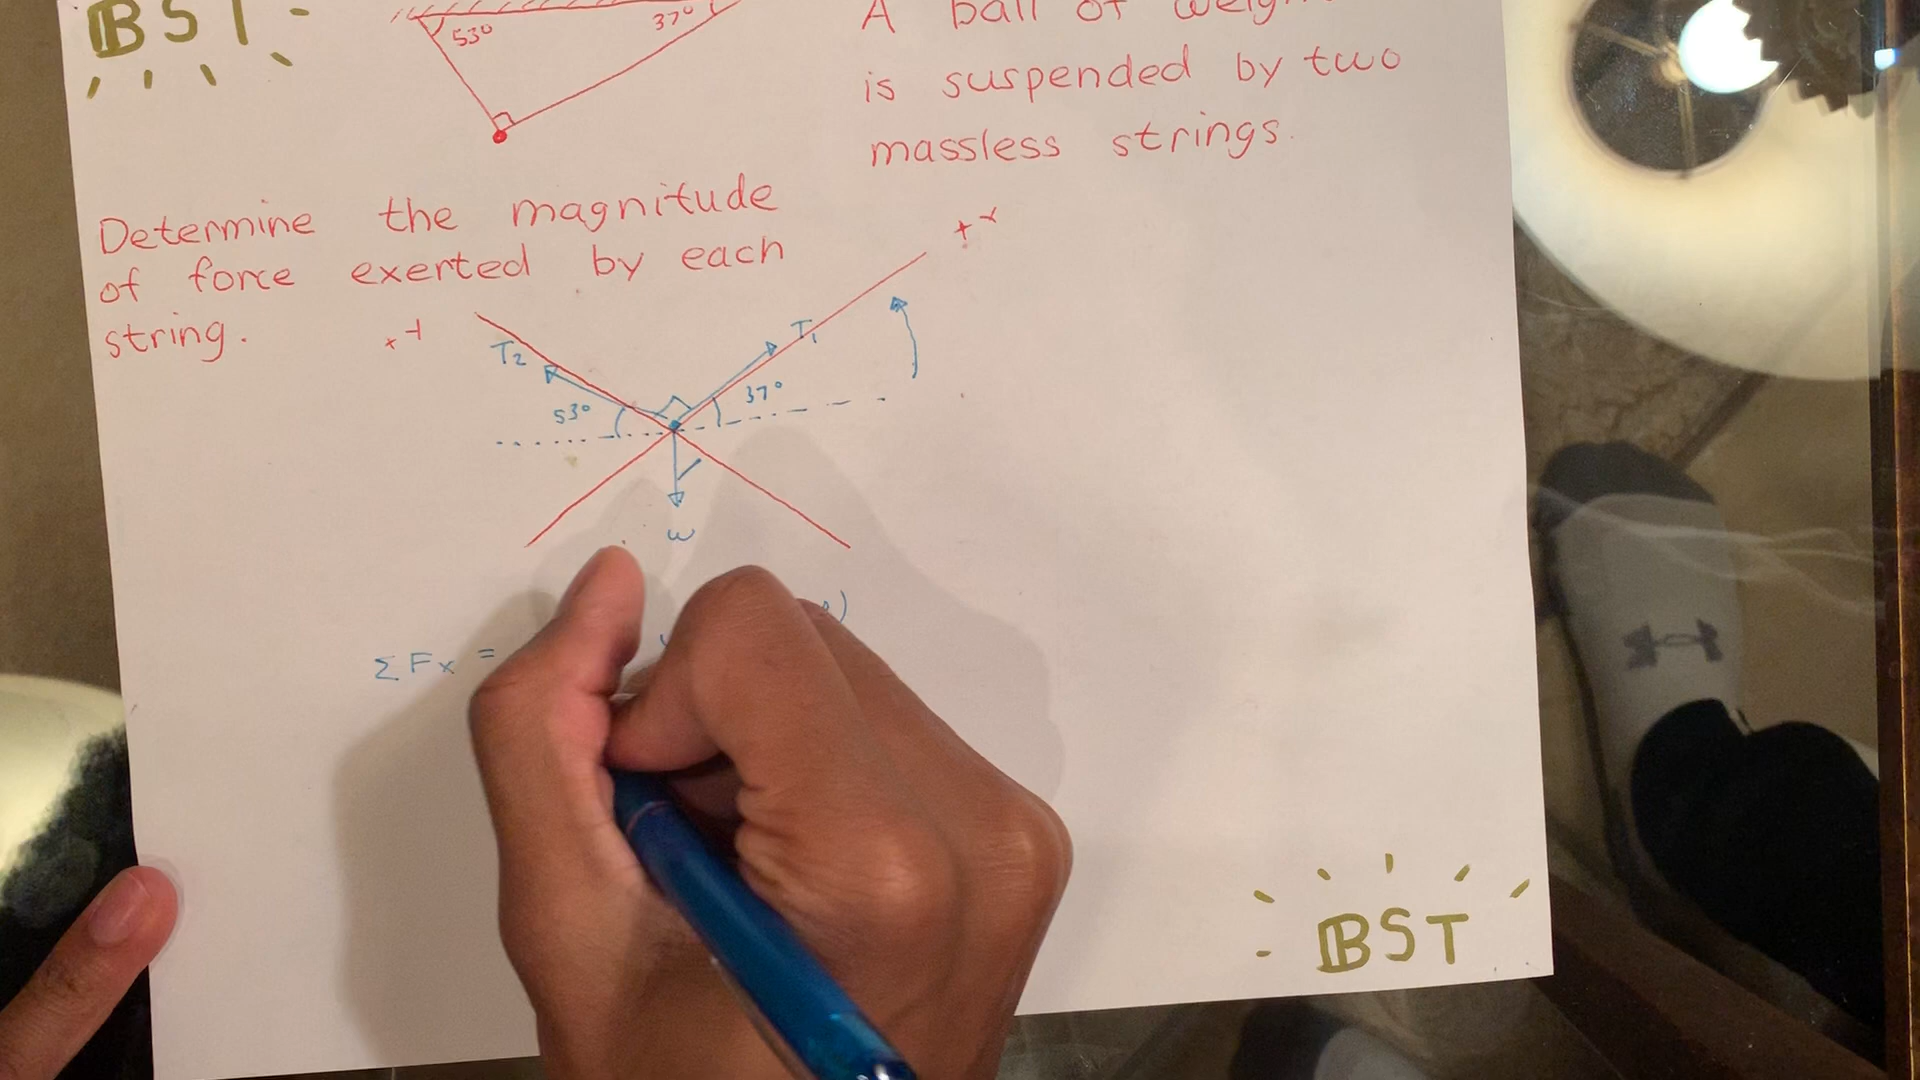 BST
53°
37°
A ball of
is suspended by two
massless strings.
Determine the magnitude
of force exerted by each
string.
+x
T1
T2
37°
53°
w
ΣFx =
BST